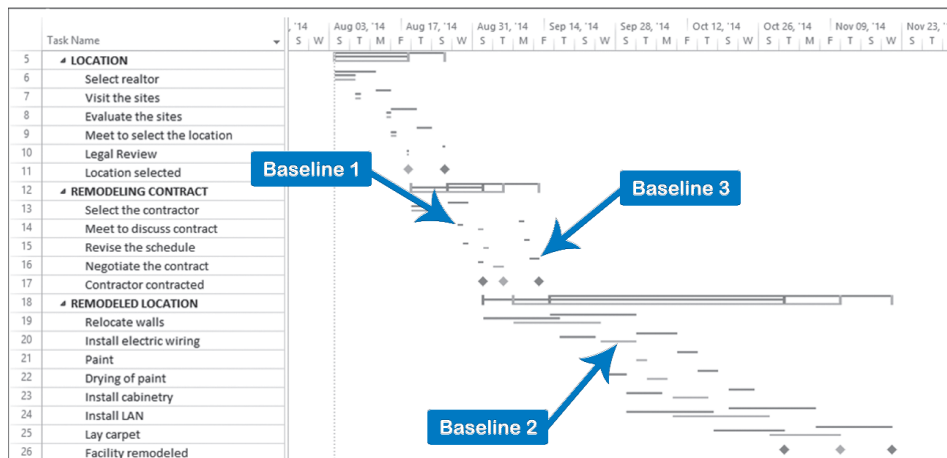 , '14 Aug 03, '14 Aug 17, '14 Aug 31, '14 Sep 14, '14 Sep 28, '14 Oct 12, '14 Oct 26, '14 Nov 09, '14 Nov 23,
Task Name S W S T M F T S W S T M F T S W S T M F T S W S T M F T S
5 LOCATION
6 Select realtor
7 Visit the sites
8 Evaluate the sites
9 Meet to select the location
10 Legal Review
11 Location selected
Baseline 1
12 REMODELING CONTRACT
Baseline 3
13 Select the contractor
14 Meet to discuss contract
15 Revise the schedule
16 Negotiate the contract
17 Contractor contracted
18 REMODELED LOCATION
19 Relocate walls
20 Install electric wiring
21 Paint
22 Drying of paint
23 Install cabinetry
24 Install LAN
Baseline 2
25 Lay carpet
26 Facility remodeled